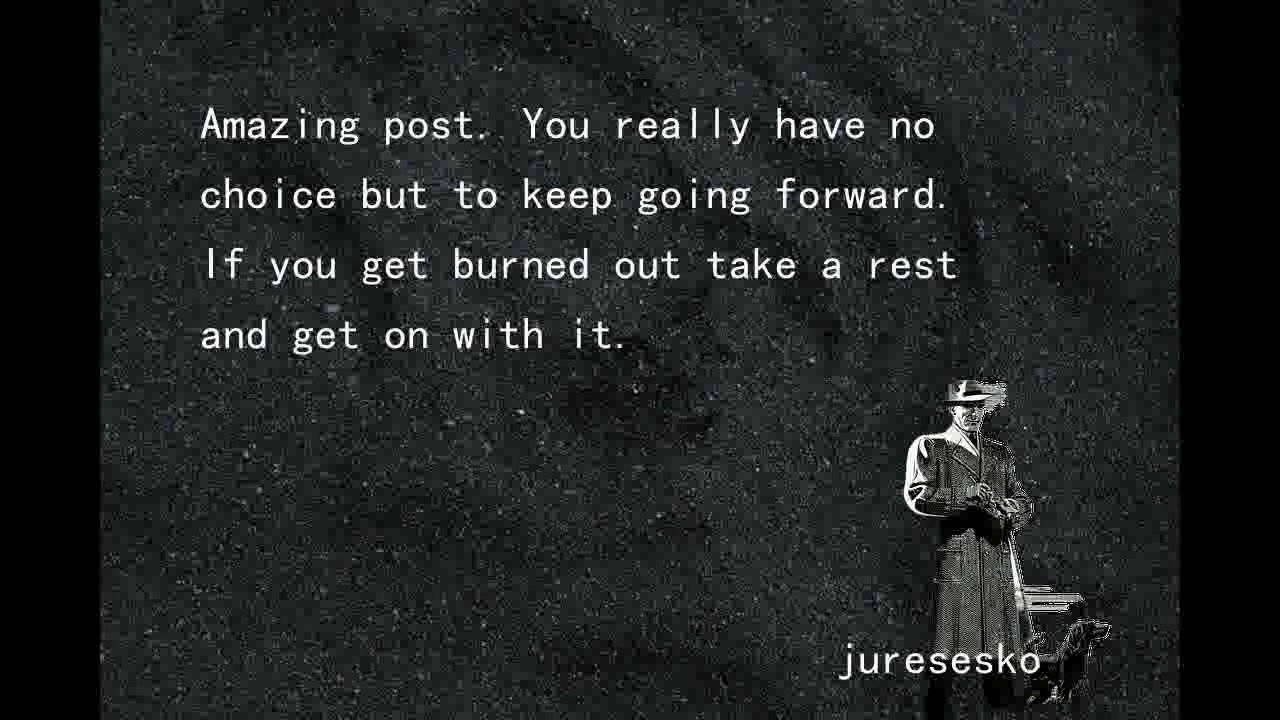 Amazing post. You really have no
choice but to keep going forward.
If you get burned out take a rest
and get on with it.
juresesko